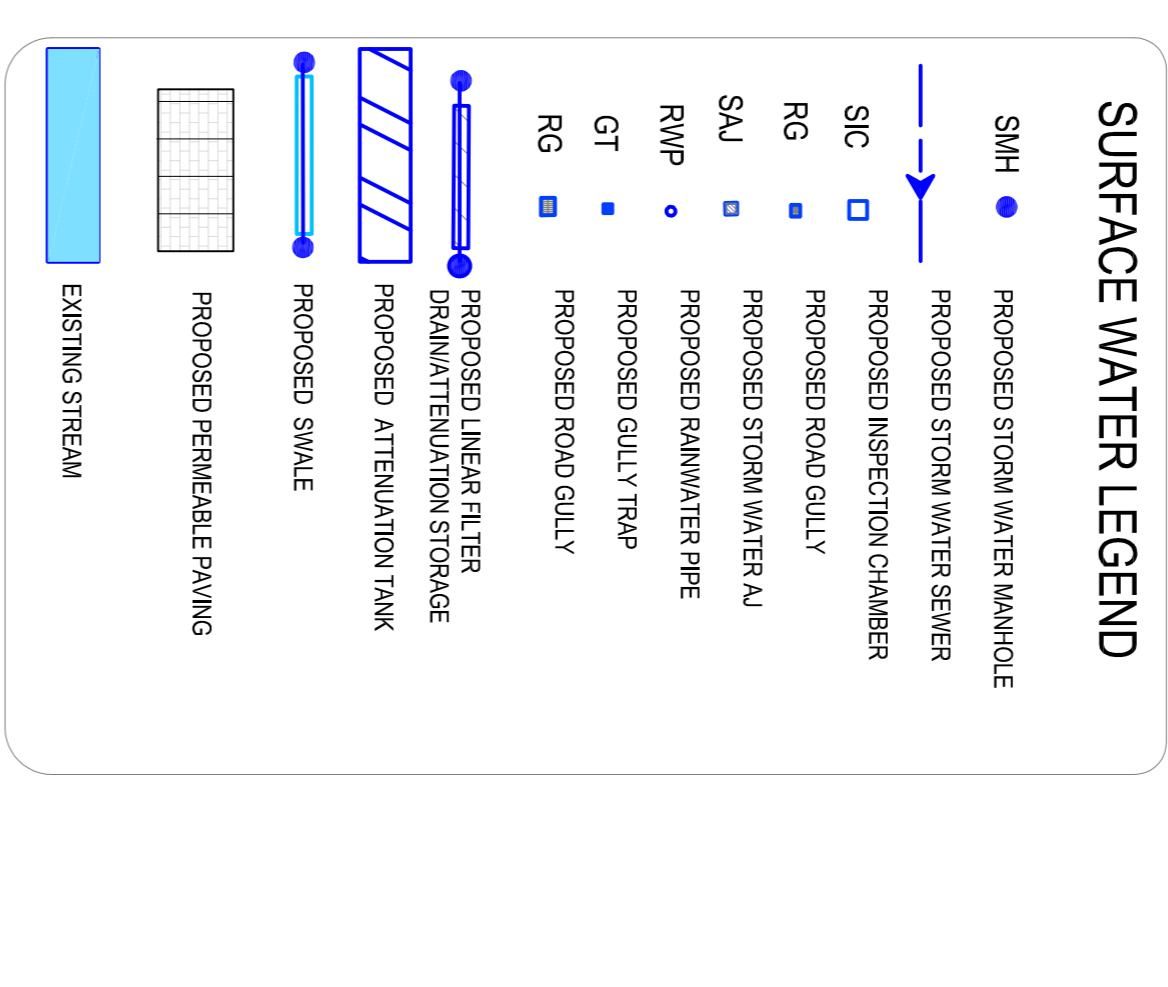 SURFACE WATER LEGEND
SMH PROPOSED STORM WATER MANHOLE
PROPOSED STORM WATER SEWER
SIC PROPOSED INSPECTION CHAMBER
RG PROPOSED ROAD GULLY
SAJ PROPOSED STORM WATER AJ
RWP PROPOSED RAINWATER PIPE
GT PROPOSED GULLY TRAP
RG PROPOSED ROAD GULLY
PROPOSED LINEAR FILTER
DRAIN/ATTENUATION STORAGE
PROPOSED ATTENUATION TANK
PROPOSED SWALE
PROPOSED PERMEABLE PAVING
EXISTING STREAM